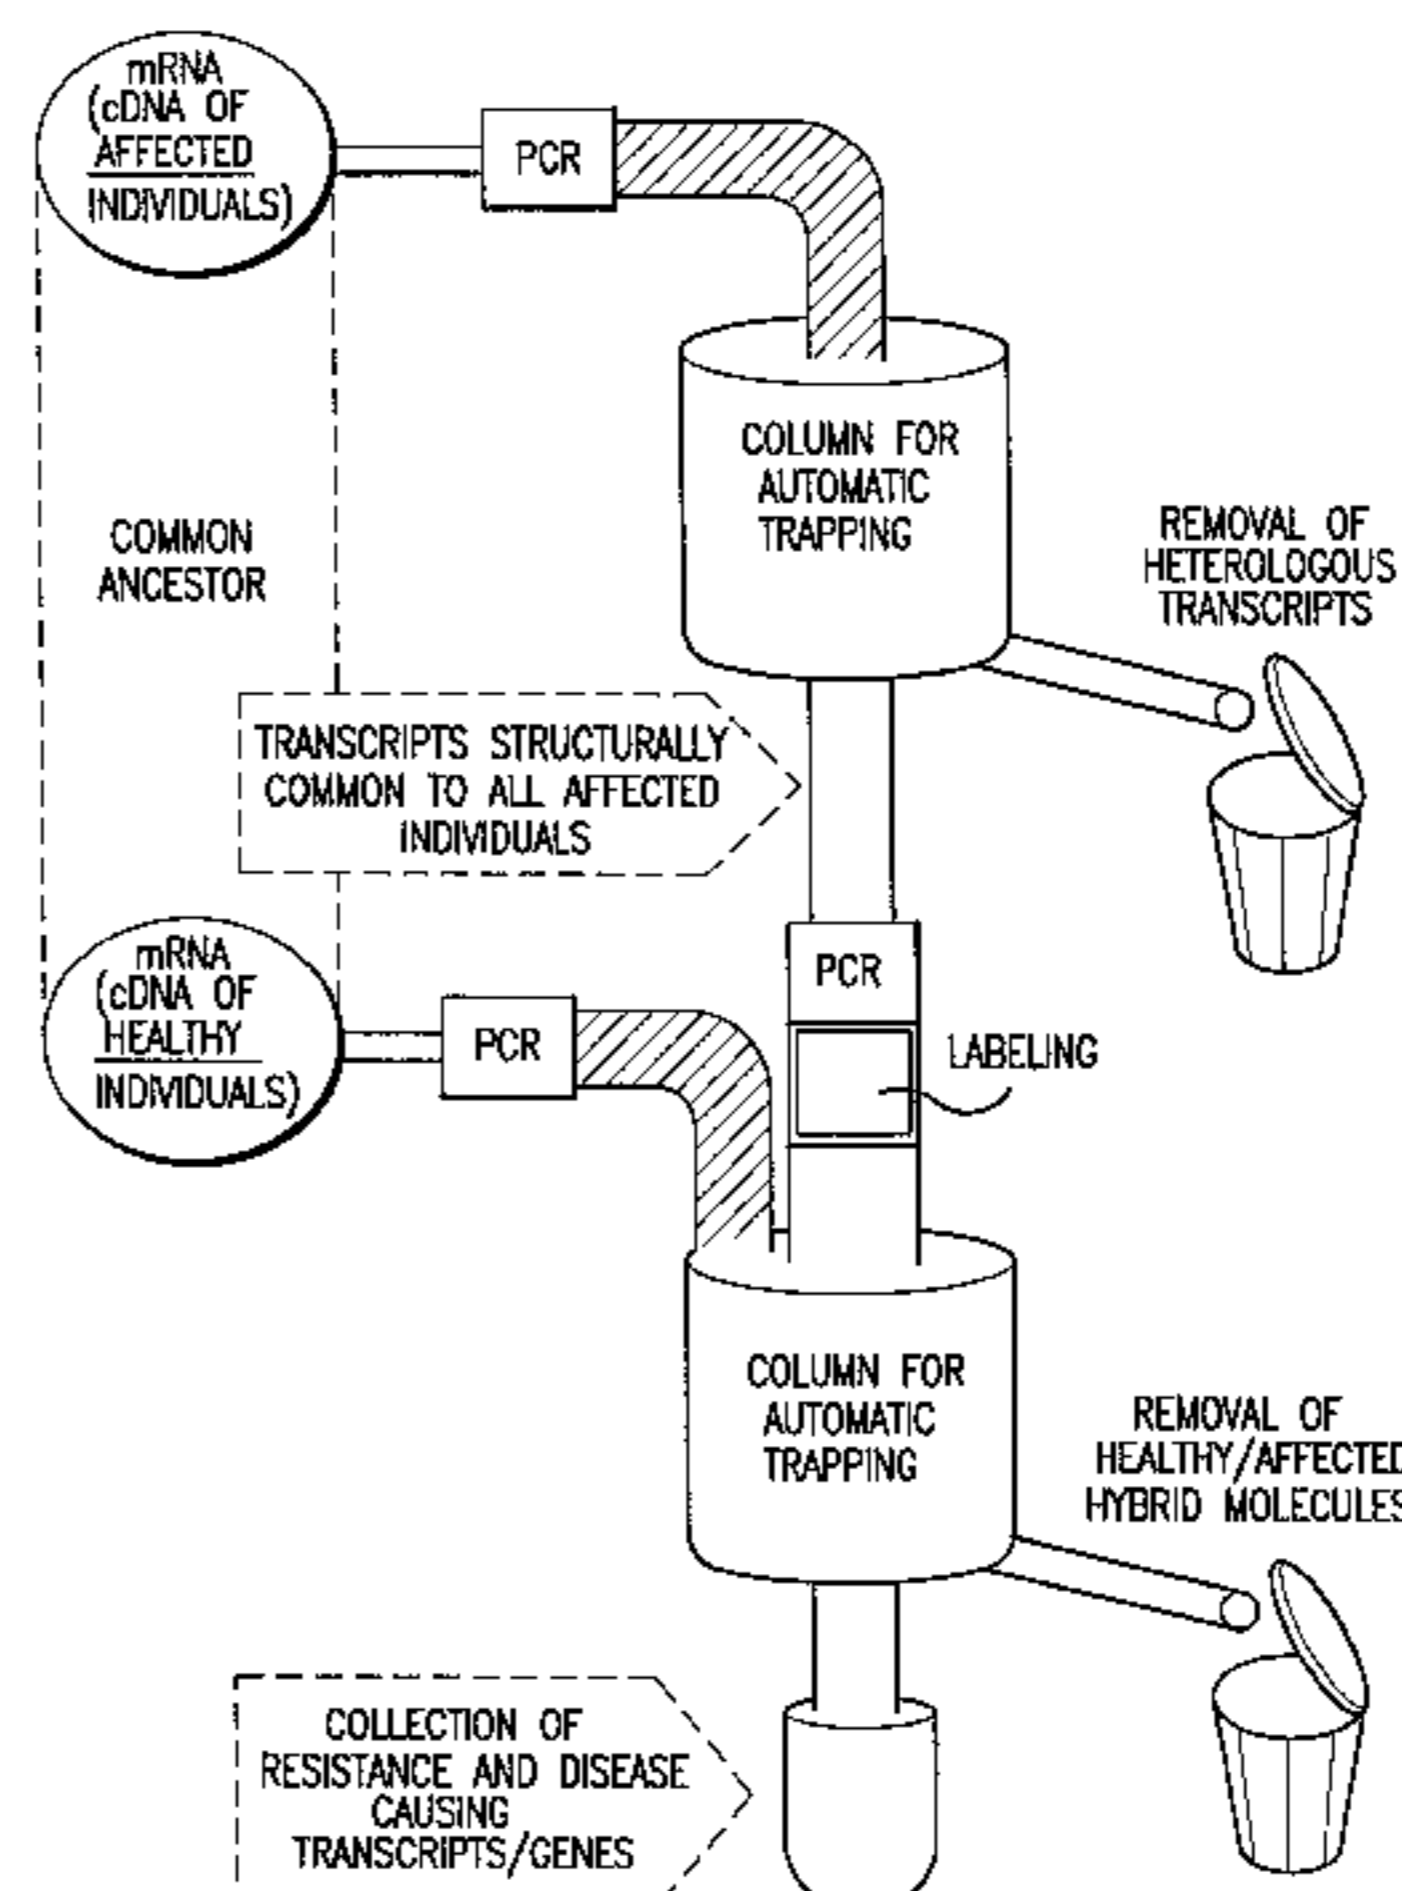 mRNA
(cDNA OF
AFFECTED
INDIVIDUALS)
PCR
COLUMN FOR
AUTOMATIC
TRAPPING
REMOVAL OF
HETEROLOGOUS
TRANSCRIPTS
COMMON
ANCESTOR
TRANSCRIPTS STRUCTURALLY
COMMON TO ALL AFFECTED
INDIVIDUALS
mRNA
(cDNA OF
HEALTHY
INDIVIDUALS)
PCR
PCR
LABELING
COLUMN FOR
AUTOMATIC
TRAPPING
REMOVAL OF
HEALTHY/AFFECTED
HYBRID MOLECULES
COLLECTION OF
RESISTANCE AND DISEASE
CAUSING
TRANSCRIPTS/GENES